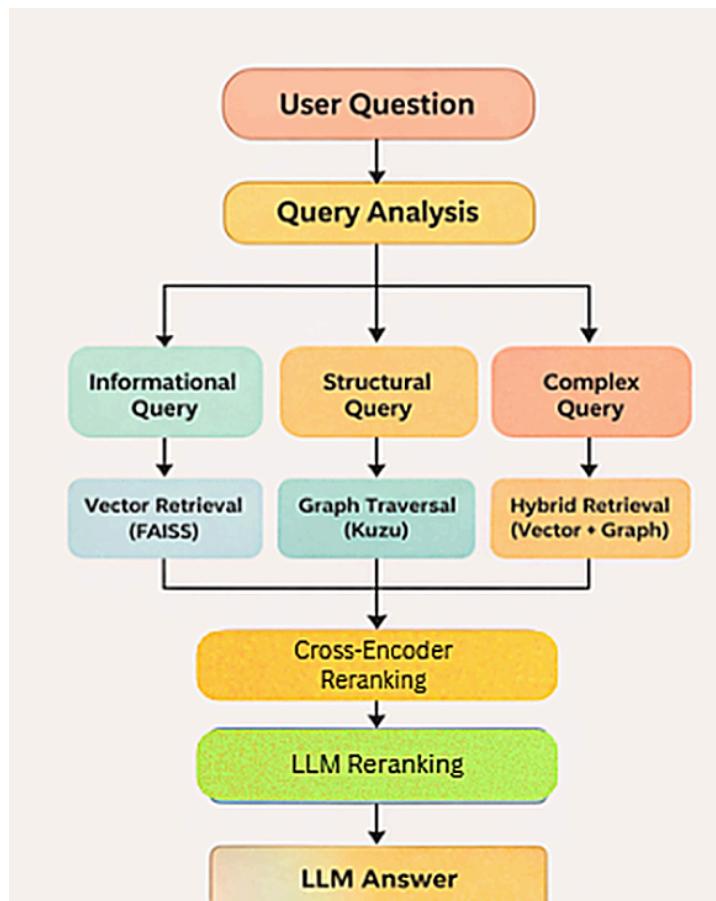 User Question
Query Analysis
Informational
Query
Structural
Query
Complex
Query
Vector Retrieval
(FAISS)
Graph Traversal
(Kuzu)
Hybrid Retrieval
(Vector + Graph)
Cross-Encoder
Reranking
LLM Reranking
LLM Answer